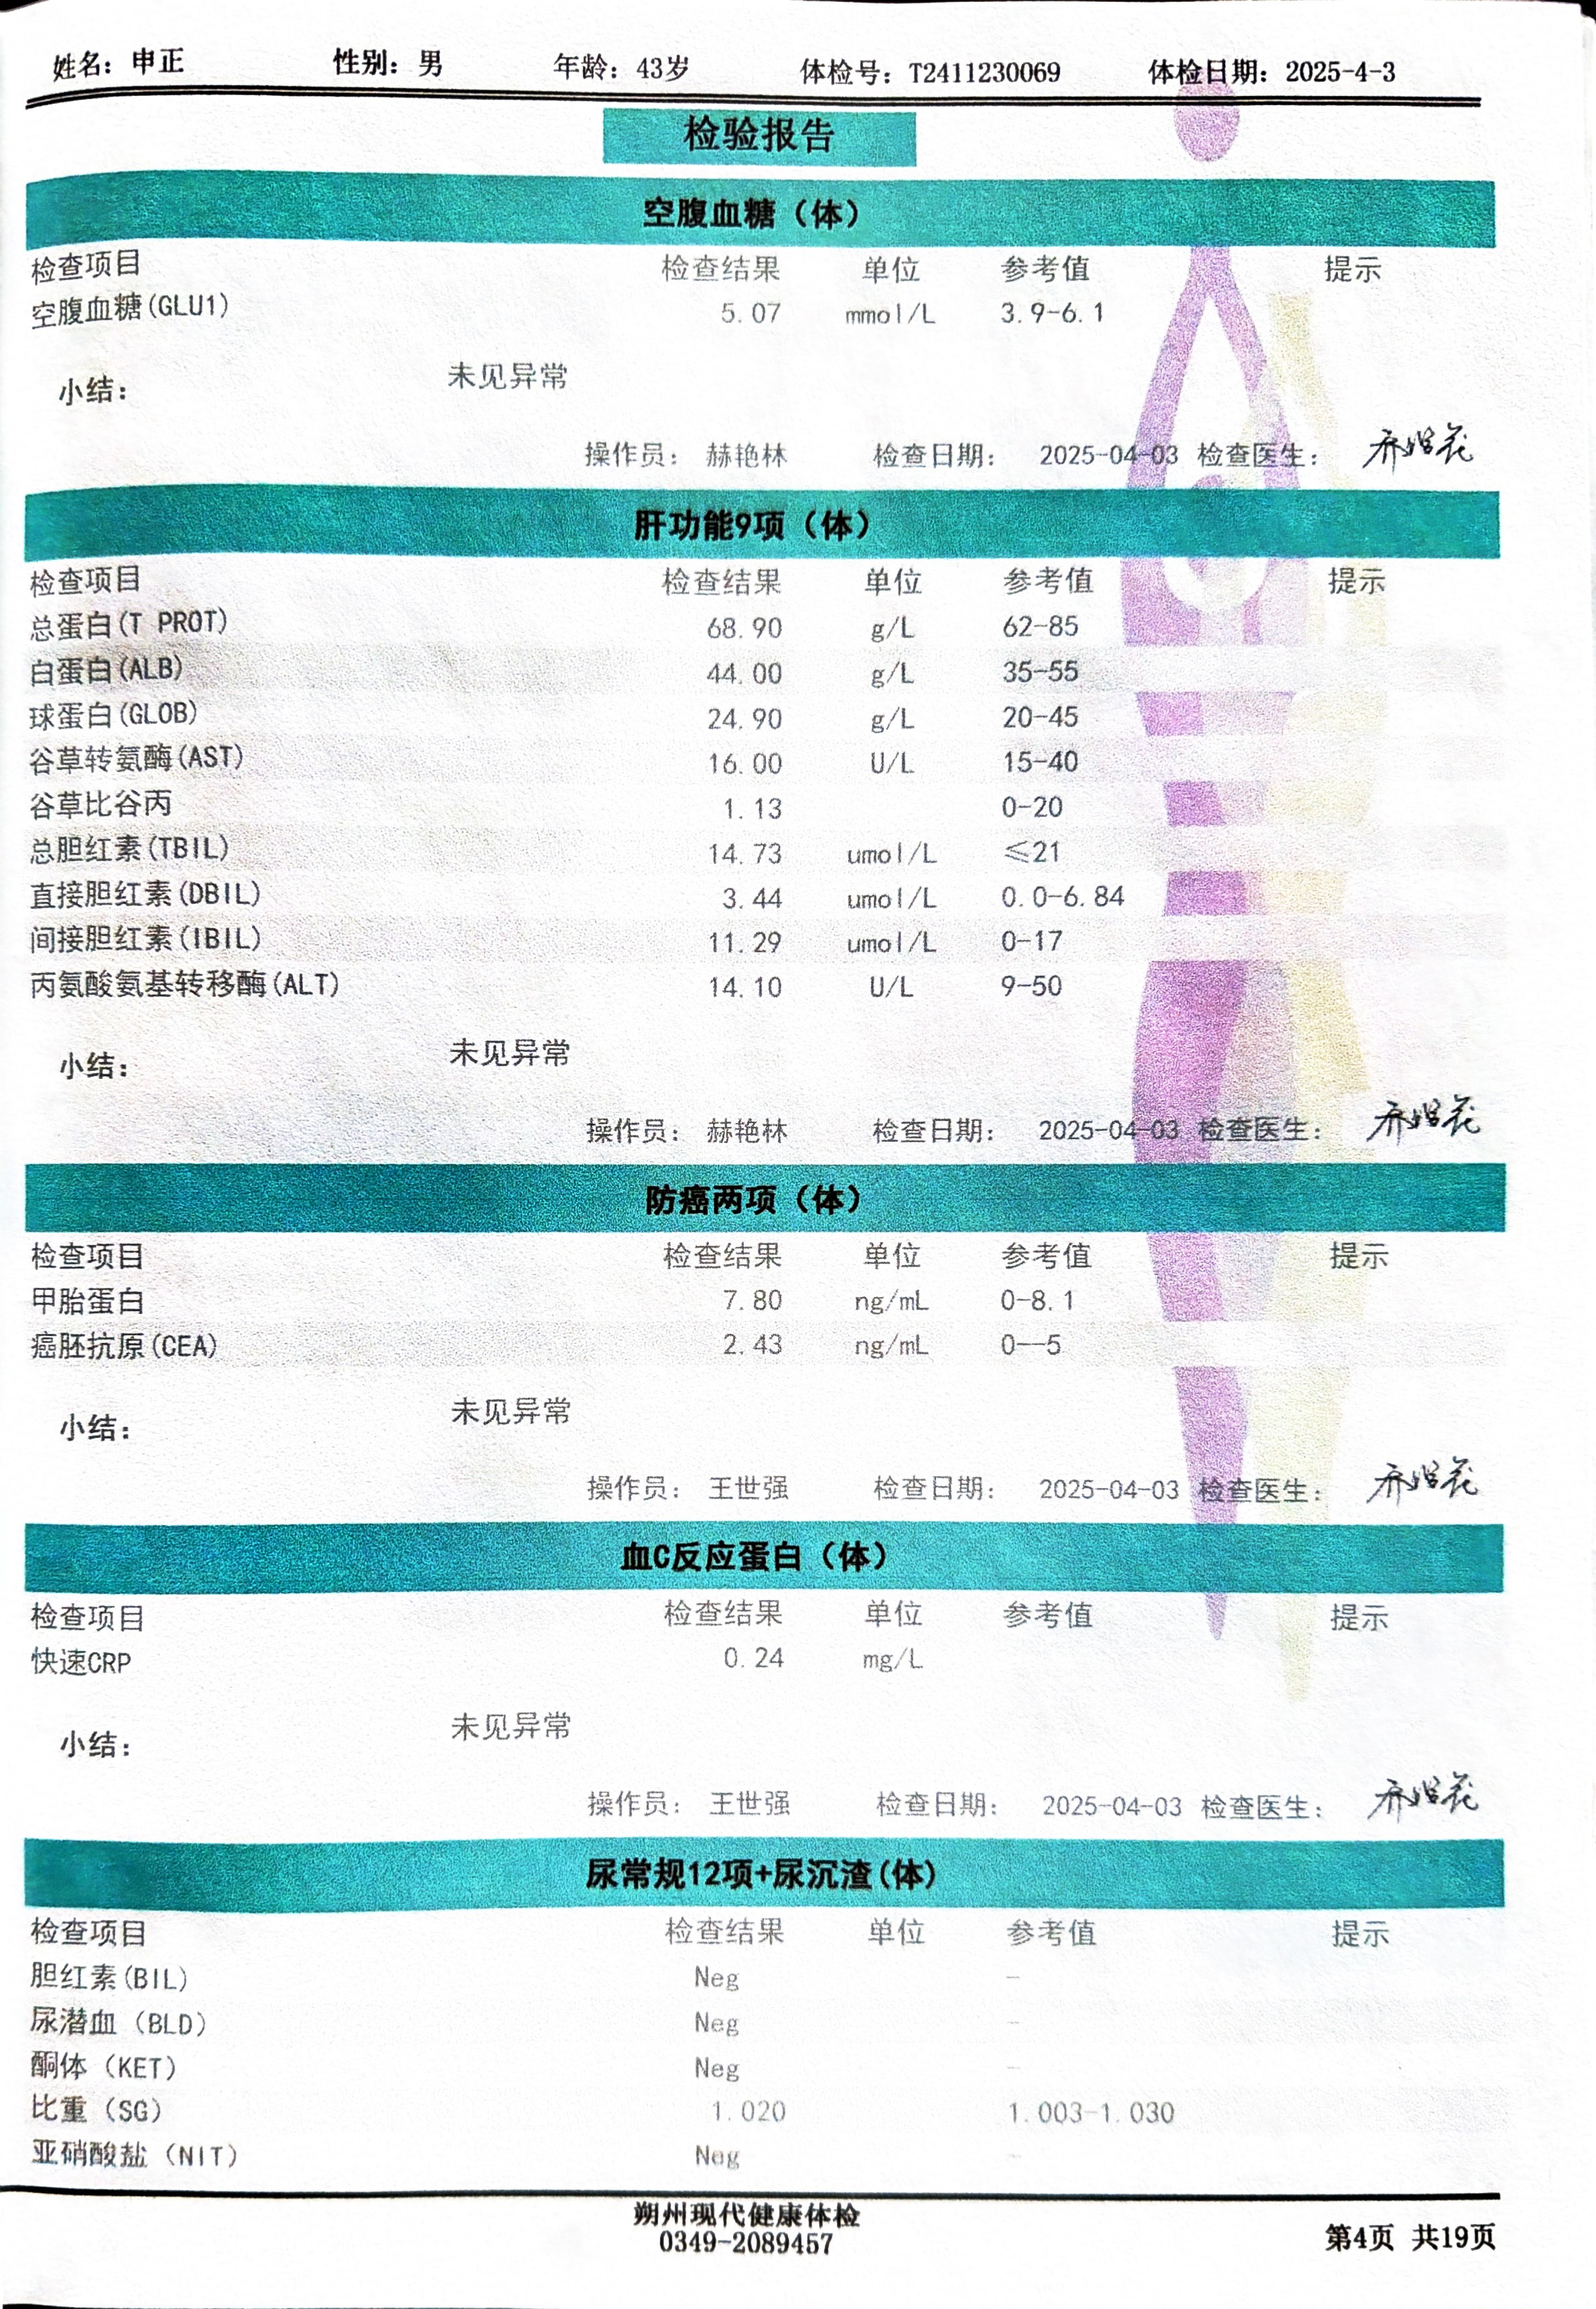 姓名：申正 性别：男 年龄：43岁 体检号：T2411230069 体检日期：2025-4-3
检验报告
空腹血糖（体）
检查项目 检查结果 单位 参考值 提示
空腹血糖(GLU1) 5.07 mmol/L 3.9-6.1
小结： 未见异常
操作员： 赫艳林 检查日期： 2025-04-03 检查医生：
肝功能9项（体）
检查项目 检查结果 单位 参考值 提示
总蛋白(T PROT) 68.90 g/L 62-85
白蛋白(ALB) 44.00 g/L 35-55
球蛋白(GLOB) 24.90 g/L 20-45
谷草转氨酶(AST) 16.00 U/L 15-40
谷草比谷丙 1.13 0-20
总胆红素(TBIL) 14.73 umol/L ≤21
直接胆红素(DBIL) 3.44 umol/L 0.0-6.84
间接胆红素(IBIL) 11.29 umol/L 0-17
丙氨酸氨基转移酶(ALT) 14.10 U/L 9-50
小结： 未见异常
操作员： 赫艳林 检查日期： 2025-04-03 检查医生：
防癌两项（体）
检查项目 检查结果 单位 参考值 提示
甲胎蛋白 7.80 ng/mL 0-8.1
癌胚抗原(CEA) 2.43 ng/mL 0--5
小结： 未见异常
操作员： 王世强 检查日期： 2025-04-03 检查医生：
血C反应蛋白（体）
检查项目 检查结果 单位 参考值 提示
快速CRP 0.24 mg/L
小结： 未见异常
操作员： 王世强 检查日期： 2025-04-03 检查医生：
尿常规12项+尿沉渣(体)
检查项目 检查结果 单位 参考值 提示
胆红素(BIL) Neg -
尿潜血（BLD） Neg -
酮体（KET） Neg -
比重（SG） 1.020 1.003-1.030
亚硝酸盐（NIT） Neg -
朔州现代健康体检
0349-2089457
第4页 共19页